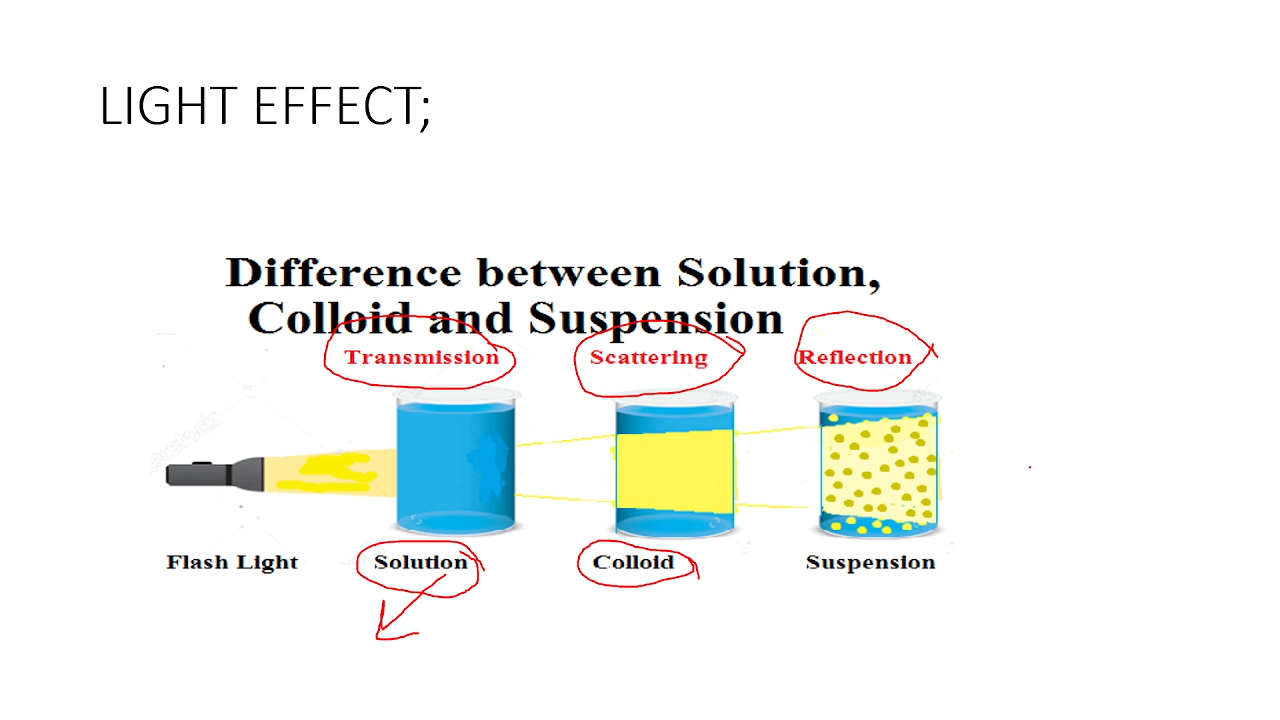 LIGHT EFFECT;
Difference between Solution,
Colloid and Suspension
Transmission Scattering Reflection
Flash Light Solution Colloid Suspension